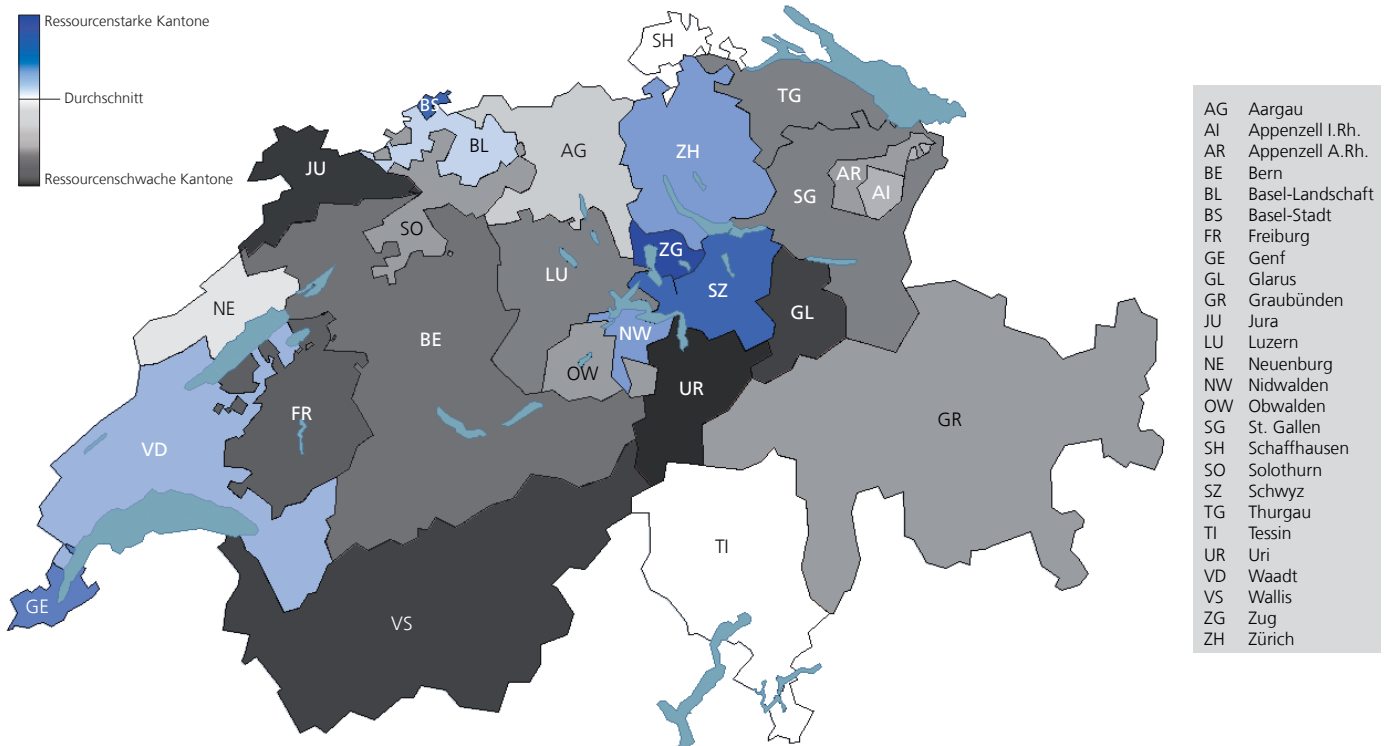 Ressourcenstarke Kantone
Durchschnitt
Ressourcenschwache Kantone
SH
BS
TG
BL
AG
ZH
JU
AR
AI
SG
SO
ZG
LU
SZ
NE
GL
NW
BE
OW
UR
FR
GR
VD
TI
GE
VS
AG Aargau
AI Appenzell I.Rh.
AR Appenzell A.Rh.
BE Bern
BL Basel-Landschaft
BS Basel-Stadt
FR Freiburg
GE Genf
GL Glarus
GR Graubünden
JU Jura
LU Luzern
NE Neuenburg
NW Nidwalden
OW Obwalden
SG St. Gallen
SH Schaffhausen
SO Solothurn
SZ Schwyz
TG Thurgau
TI Tessin
UR Uri
VD Waadt
VS Wallis
ZG Zug
ZH Zürich